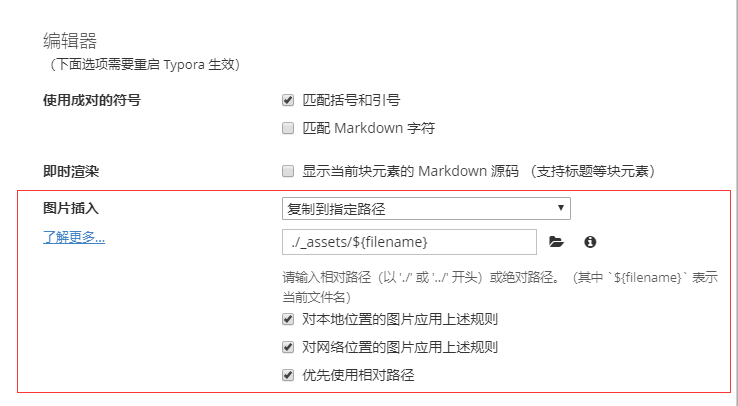 编辑器
（下面选项需要重启 Typora 生效）
使用成对的符号
匹配括号和引号
匹配 Markdown 字符
即时渲染
显示当前块元素的 Markdown 源码 （支持标题等块元素）
图片插入
复制到指定路径
了解更多...
./_assets/${filename}
请输入相对路径（以 './' 或 '../' 开头）或绝对路径。（其中 `${filename}` 表示
当前文件名）
对本地位置的图片应用上述规则
对网络位置的图片应用上述规则
优先使用相对路径